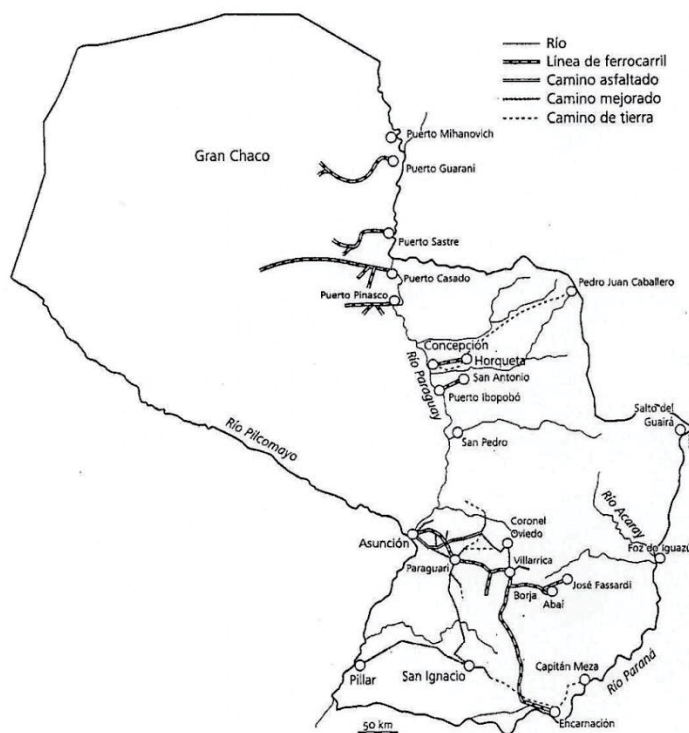 Río
Línea de ferrocarril
Camino asfaltado
Camino mejorado
Camino de tierra
Puerto Mihanovich
Gran Chaco
Puerto Guaraní
Puerto Sastre
Puerto Casado
Pedro Juan Caballero
Puerto Pinasco
Concepción
Horqueta
Río Paraguay
San Antonio
Puerto Ibopobó
Salto del
Guairá
San Pedro
Río Pilcomayo
Río Acaray
Coronel
Oviedo
Asunción
Foz do Iguazú
Villarrica
Paraguarí
José Fassardi
Borja
Abaí
Río Paraná
Capitán Meza
Pillar
San Ignacio
Encarnación
50 km